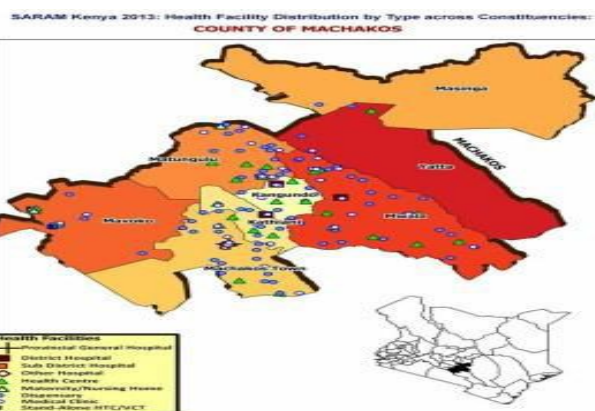 SARAM Kenya 2013: Health Facility Distribution by Type across Constituencies:
COUNTY OF MACHAKOS
Masinga
MACHAKOS
Matungulu
Yatta
Kangundo
Mavoko
Mwala
Kathiani
Machakos Town
Health Facilities
Provincial General Hospital
District Hospital
Sub District Hospital
Other Hospital
Health Centre
Maternity/Nursing Home
Dispensary
Medical Clinic
Stand-Alone HTC/VCT